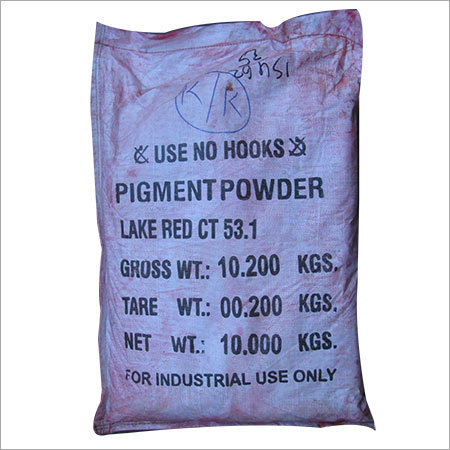 K/K
USE NO HOOKS
PIGMENT POWDER
LAKE RED CT 53.1
GROSS WT.: 10.200 KGS.
TARE WT.: 00.200 KGS.
NET WT.: 10.000 KGS.
FOR INDUSTRIAL USE ONLY